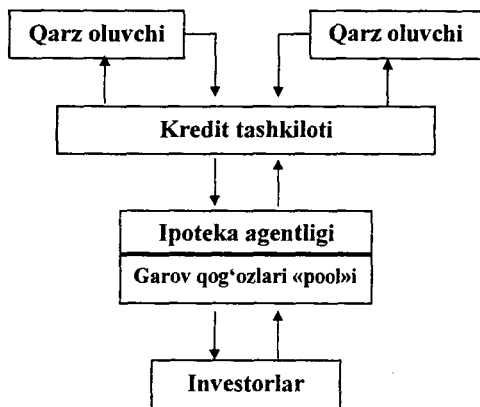 Qarz oluvchi
Qarz oluvchi
Kredit tashkiloti
Ipoteka agentligi
Garov qog‘ozlari «pool»i
Investorlar